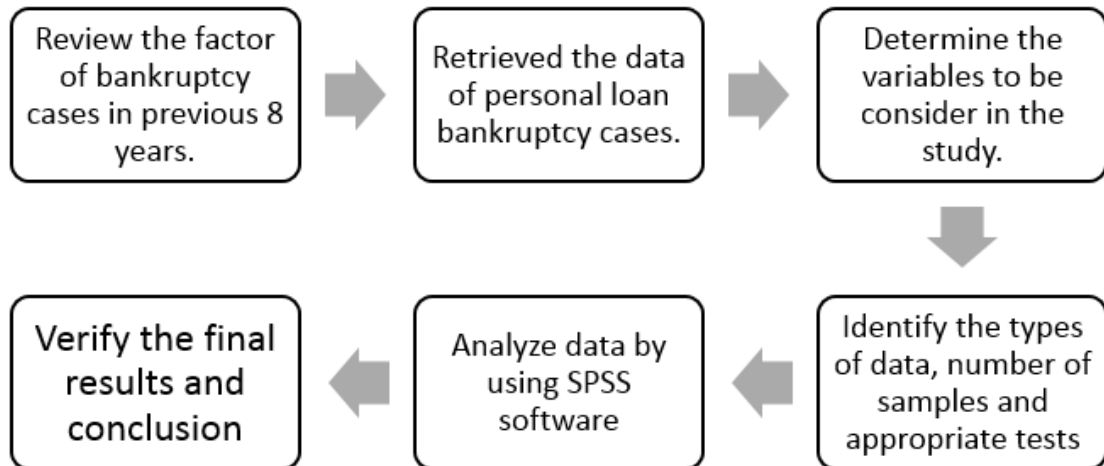 Review the factor
of bankruptcy
cases in previous 8
years.
Retrieved the data
of personal loan
bankruptcy cases.
Determine the
variables to be
consider in the
study.
Identify the types
of data, number of
samples and
appropriate tests
Analyze data by
using SPSS
software
Verify the final
results and
conclusion